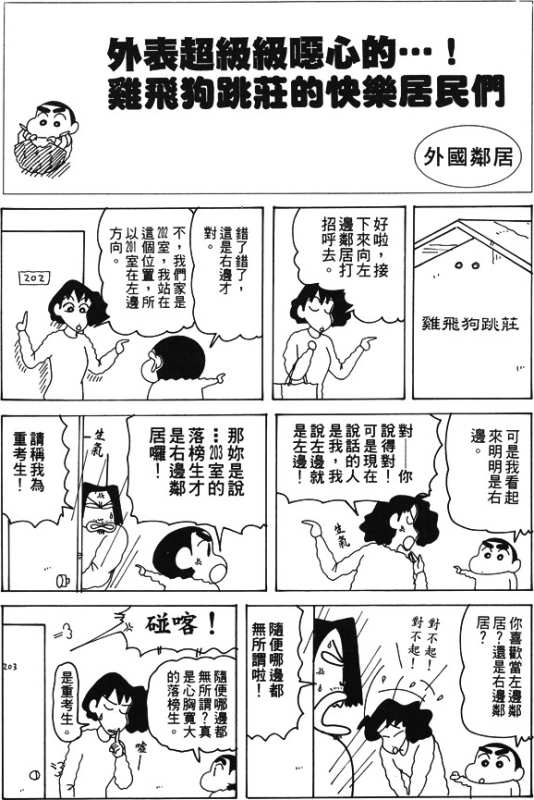 外表超級級噁心的…！
雞飛狗跳莊的快樂居民們
外國鄰居
雞飛狗跳莊
好啦，接
下來向左
邊鄰居打
招呼去。
錯了錯了，
這是右邊才
對。
不，我們家是
202室，我站在
這個位置，所
以201室在左邊
方向。
202
可是我看起
來明明是右
邊。
對——你
說得對！
可是現在
說話的人
是我，我
說左邊就
是左邊！
生氣
那妳是說
…203室的
落榜生才
是右邊鄰
居囉！
生氣
請稱我為
重考生！
你喜歡當左邊鄰
居？還是右邊鄰
居？
對不起！
對不起！
隨便哪邊都
無所謂啦！
碰喀！
隨便哪邊都
無所謂？真
是心胸寬大
的落榜生。
噓
是重考生。
203